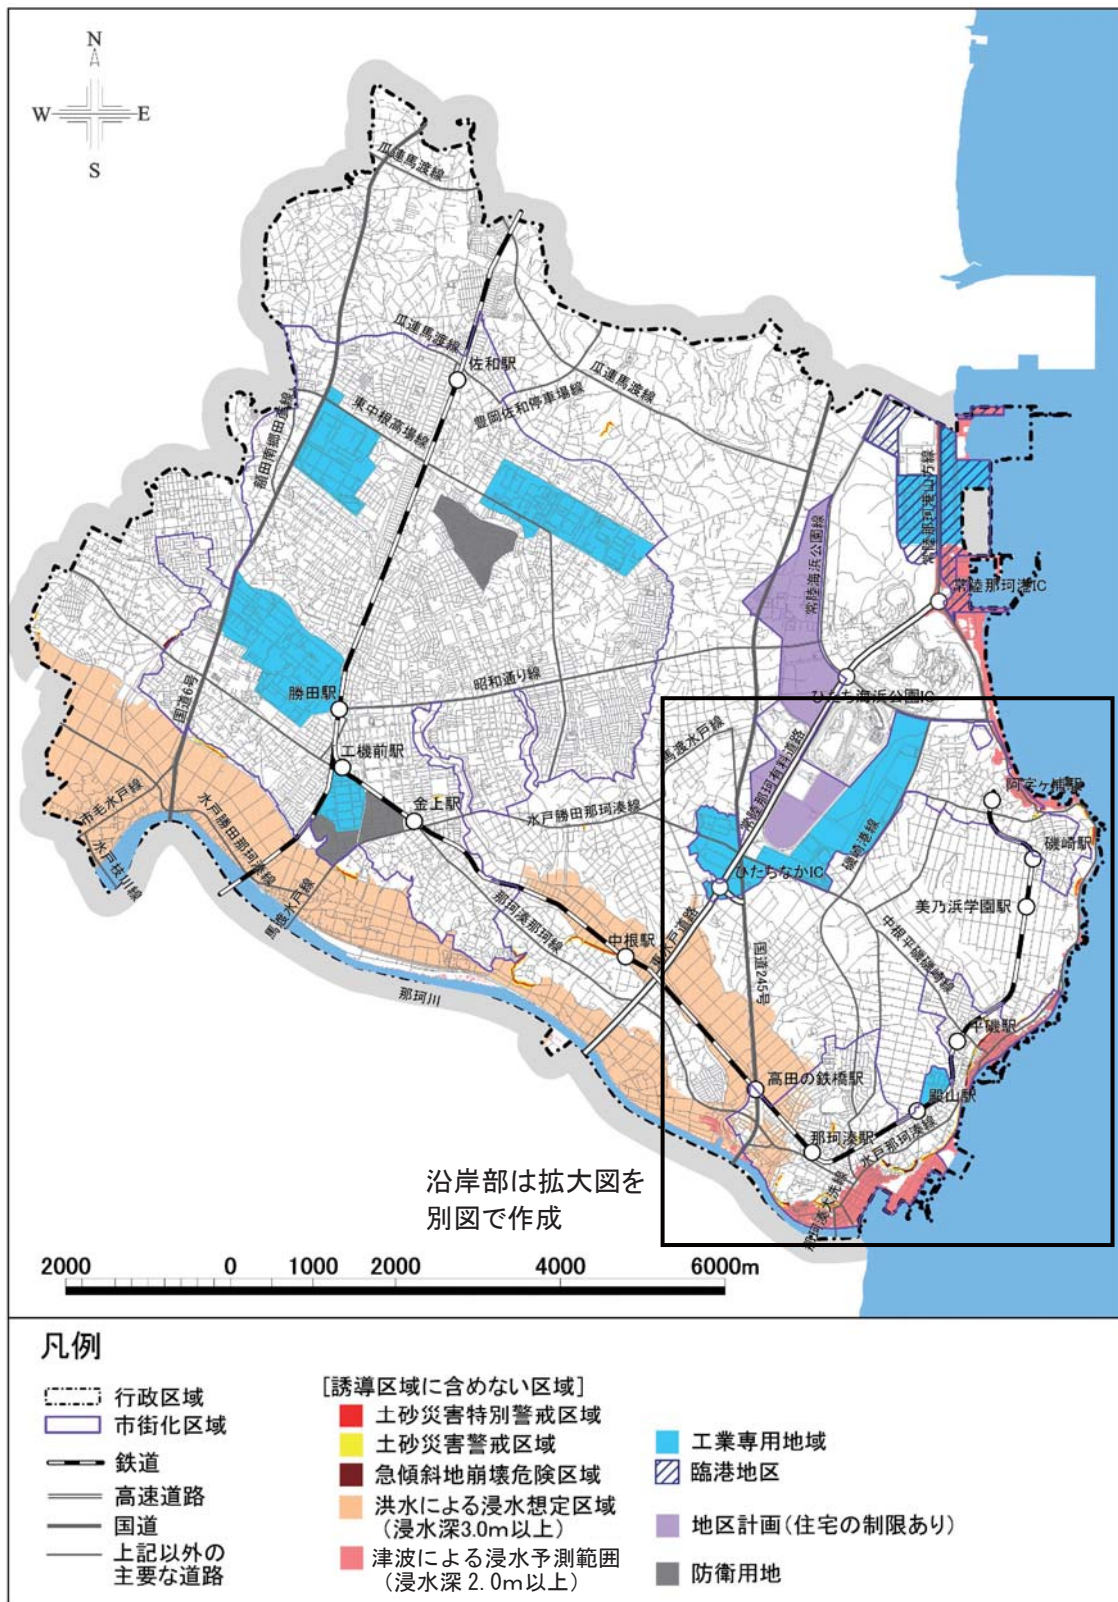 N
W
E
S
瓜連馬渡線
瓜連馬渡線
佐和駅
瓜連馬渡線
豊岡佐和停車場線
東中根高場線
額田南郷田彦線
常陸那珂港山方線
常陸海浜公園線
常陸那珂港IC
昭和通り線
ひたち海浜公園IC
国道6号
勝田駅
馬渡水戸線
常陸那珂有料道路
工機前駅
阿字ヶ浦駅
市毛水戸線
金上駅
水戸勝田那珂湊線
磯崎港線
磯崎駅
水戸勝田那珂湊線
水戸枝川線
ひたちなかIC
馬渡水戸線
那珂湊那珂線
美乃浜学園駅
中根駅
東水戸道路
国道245号
中根平磯磯崎線
那珂川
平磯駅
高田の鉄橋駅
殿山駅
那珂湊駅
水戸那珂湊線
那珂湊大洗線
沿岸部は拡大図を
別図で作成
2000 0 1000 2000 4000 6000m
凡例
行政区域
市街化区域
鉄道
高速道路
国道
上記以外の
主要な道路
[誘導区域に含めない区域]
土砂災害特別警戒区域
土砂災害警戒区域
急傾斜地崩壊危険区域
洪水による浸水想定区域
(浸水深3.0m以上)
津波による浸水予測範囲
(浸水深2.0m以上)
工業専用地域
臨港地区
地区計画(住宅の制限あり)
防衛用地